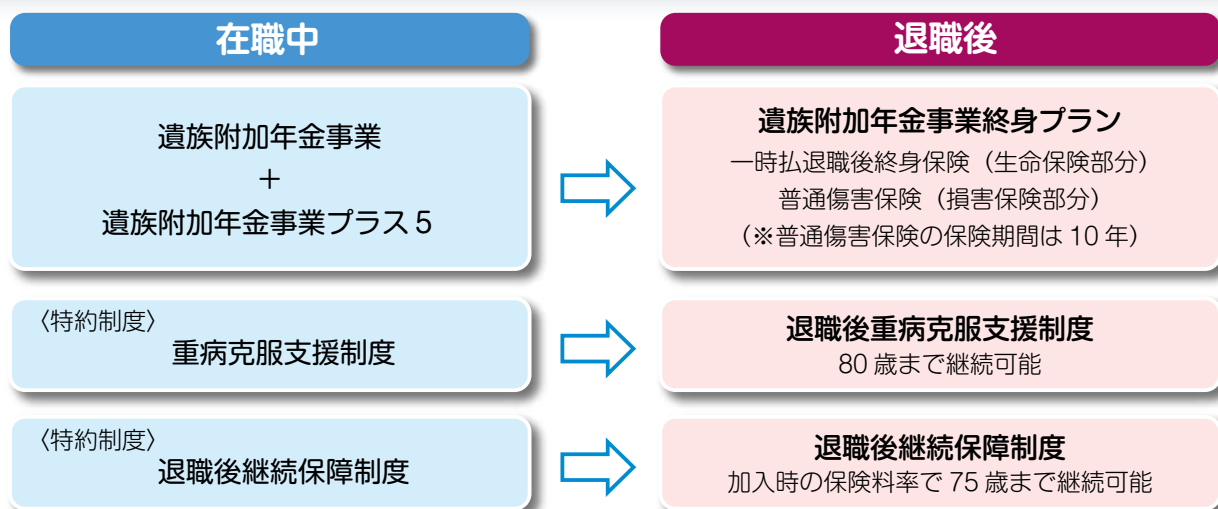 在職中
退職後
遺族附加年金事業
+
遺族附加年金事業プラス5
遺族附加年金事業終身プラン
一時払退職後終身保険（生命保険部分）
普通傷害保険（損害保険部分）
（※普通傷害保険の保険期間は10年）
〈特約制度〉
重病克服支援制度
退職後重病克服支援制度
80歳まで継続可能
〈特約制度〉
退職後継続保障制度
退職後継続保障制度
加入時の保険料率で75歳まで継続可能